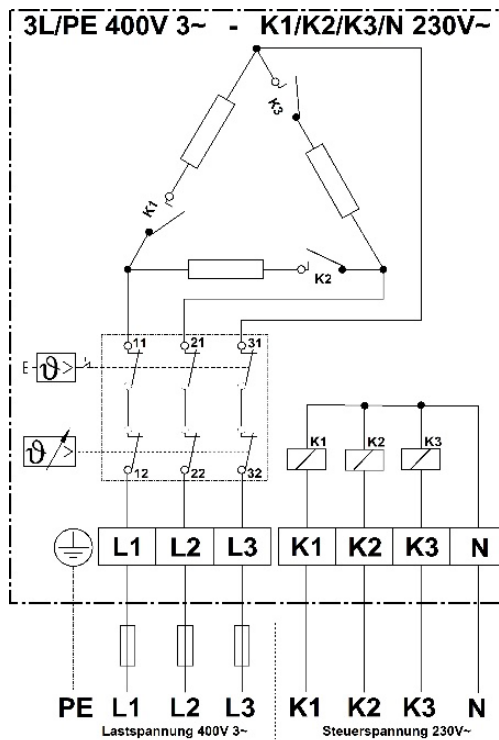 3L/PE 400V 3~ - K1/K2/K3/N 230V~
K3
K1
K2
11 21 31
E ϑ >
ϑ >
12 22 32
K1 K2 K3
L1 L2 L3 K1 K2 K3 N
PE L1 L2 L3 K1 K2 K3 N
Lastspannung 400V 3~ Steuerspannung 230V~